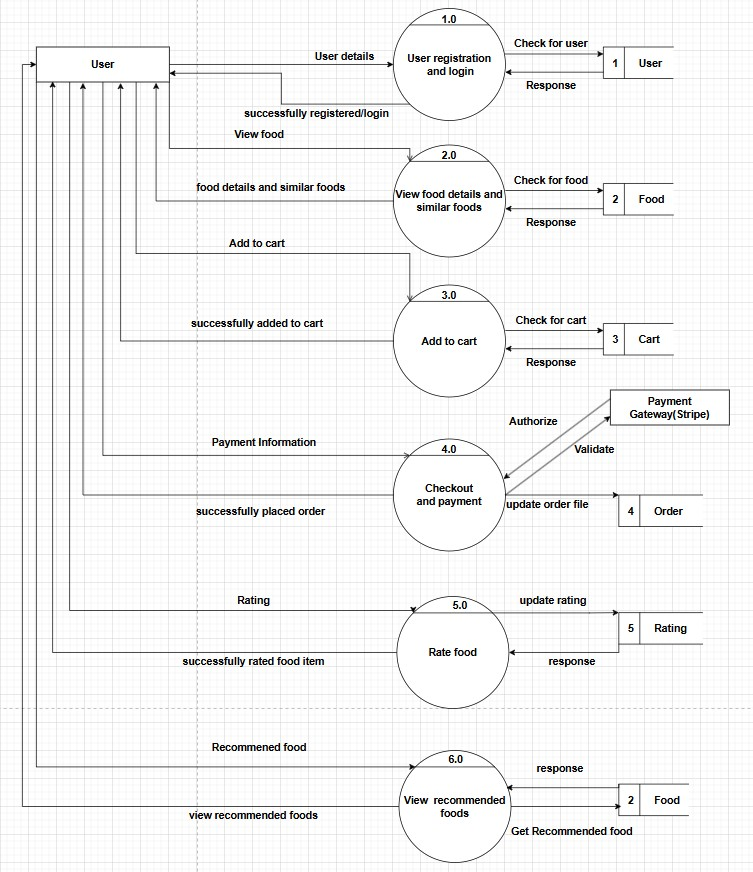 1.0
User
User details
User registration
and login
Check for user
1 User
Response
successfully registered/login
View food
2.0
food details and similar foods
View food details and
similar foods
Check for food
2 Food
Response
Add to cart
3.0
successfully added to cart
Add to cart
Check for cart
3 Cart
Response
Payment
Gateway(Stripe)
Authorize
Validate
Payment Information
4.0
Checkout
and payment
successfully placed order
update order file
4 Order
Rating
5.0
update rating
5 Rating
Rate food
successfully rated food item
response
Recommened food
6.0
response
View recommended
foods
2 Food
view recommended foods
Get Recommended food